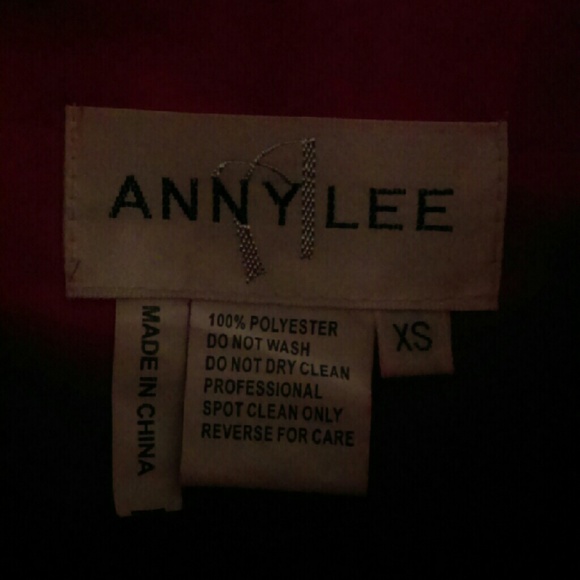 ANNY LEE
MADE IN CHINA
100% POLYESTER
DO NOT WASH
DO NOT DRY CLEAN
PROFESSIONAL
SPOT CLEAN ONLY
REVERSE FOR CARE
XS